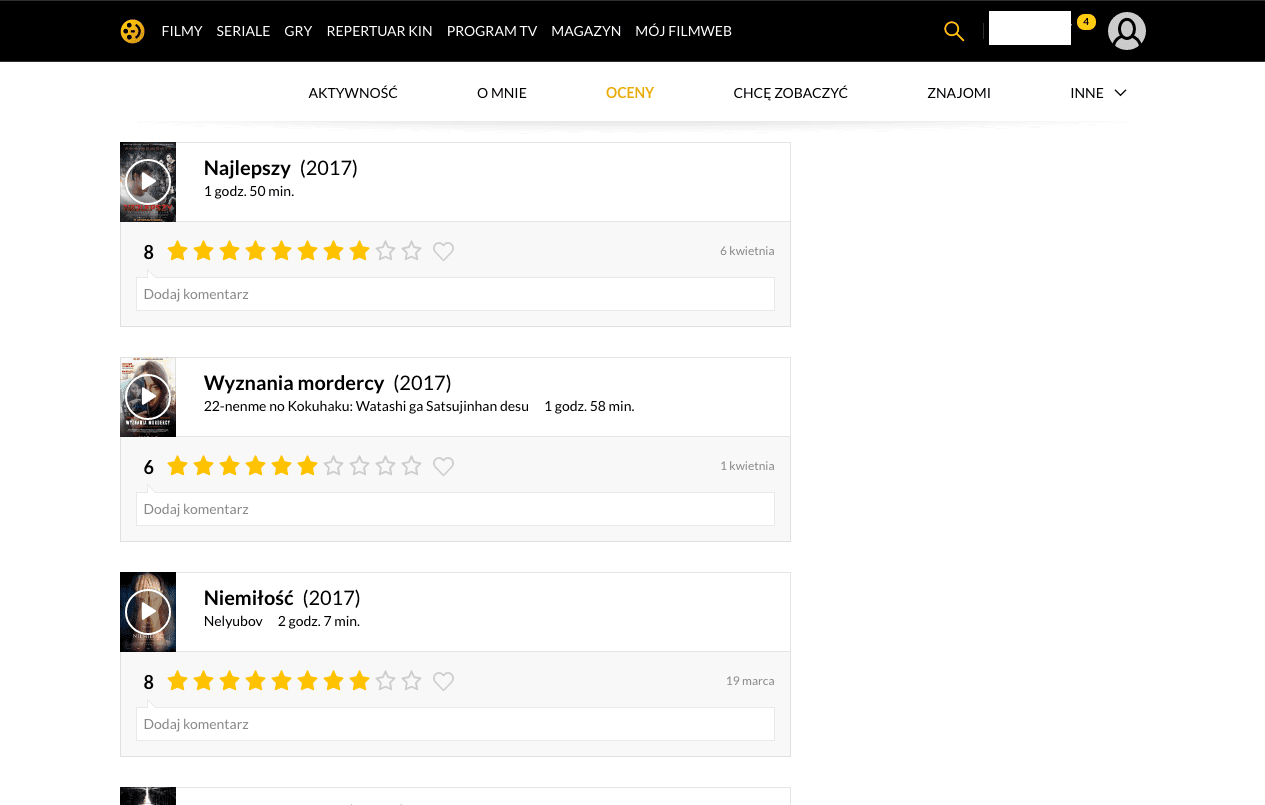 FILMY SERIALE GRY REPERTUAR KIN PROGRAM TV MAGAZYN MÓJ FILMWEB 4
AKTYWNOŚĆ O MNIE OCENY CHCĘ ZOBACZYĆ ZNAJOMI INNE
Najlepszy (2017)
1 godz. 50 min.
8 6 kwietnia
Dodaj komentarz
Wyznania mordercy (2017)
22-nenme no Kokuhaku: Watashi ga Satsujinhan desu 1 godz. 58 min.
WYZNANIA MORDERCY
6 1 kwietnia
Dodaj komentarz
Niemiłość (2017)
Nelyubov 2 godz. 7 min.
8 19 marca
Dodaj komentarz